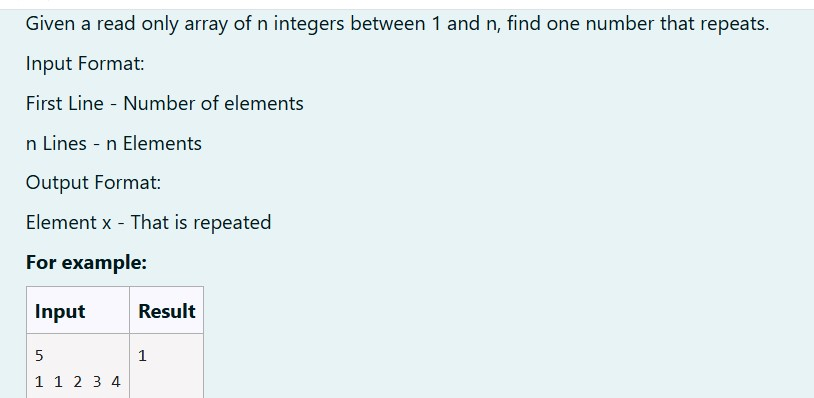 Given a read only array of n integers between 1 and n, find one number that repeats.
Input Format:
First Line - Number of elements
n Lines - n Elements
Output Format:
Element x - That is repeated
For example:
Input Result
5 1
1 1 2 3 4